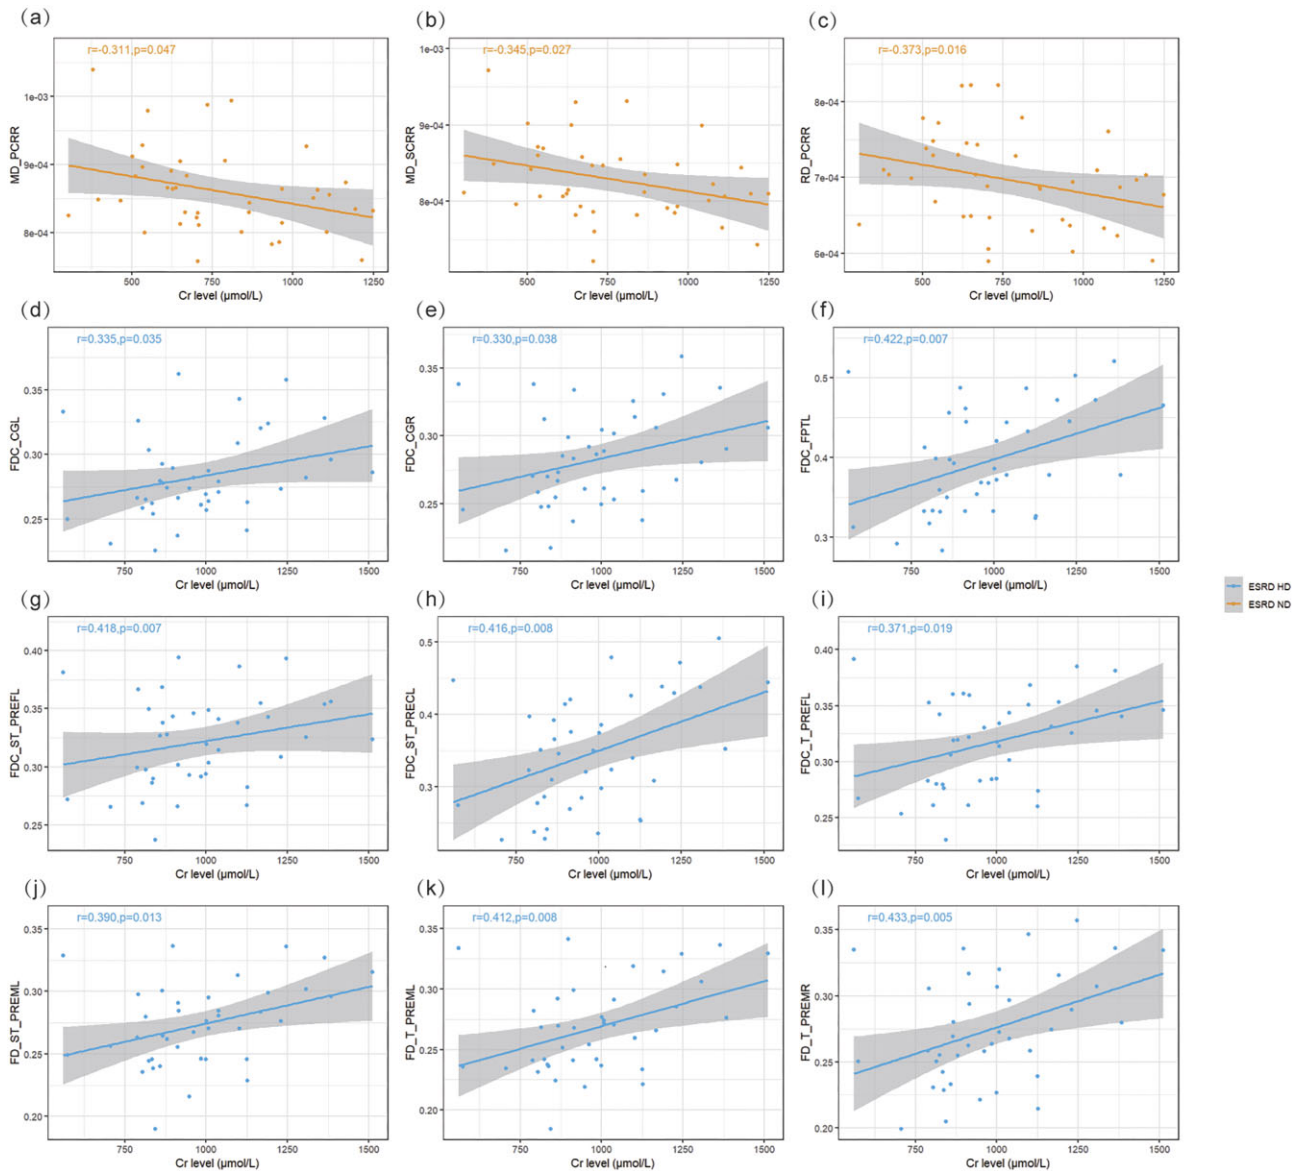 (a)
r=-0.311,p=0.047
MD_PCRR
1e-03
9e-04
8e-04
500
750
1000
1250
Cr level (μmol/L)
(b)
r=-0.345,p=0.027
MD_SCRR
1e-03
9e-04
8e-04
500
750
1000
1250
Cr level (μmol/L)
(c)
r=-0.373,p=0.016
RD_PCRR
8e-04
7e-04
6e-04
500
750
1000
1250
Cr level (μmol/L)
(d)
r=0.335,p=0.035
FDC_CGL
0.35
0.30
0.25
750
1000
1250
1500
Cr level (μmol/L)
(e)
r=0.330,p=0.038
FDC_CGR
0.35
0.30
0.25
750
1000
1250
1500
Cr level (μmol/L)
(f)
r=0.422,p=0.007
FDC_FPTL
0.5
0.4
0.3
750
1000
1250
1500
Cr level (μmol/L)
ESRD HD
ESRD ND
(g)
r=0.418,p=0.007
FDC_ST_PREFL
0.40
0.35
0.30
0.25
750
1000
1250
1500
Cr level (μmol/L)
(h)
r=0.416,p=0.008
FDC_ST_PRECL
0.5
0.4
0.3
750
1000
1250
1500
Cr level (μmol/L)
(i)
r=0.371,p=0.019
FDC_T_PREFL
0.40
0.35
0.30
0.25
750
1000
1250
1500
Cr level (μmol/L)
(j)
r=0.390,p=0.013
FD_ST_PREML
0.35
0.30
0.25
0.20
750
1000
1250
1500
Cr level (μmol/L)
(k)
r=0.412,p=0.008
FD_T_PREML
0.35
0.30
0.25
0.20
750
1000
1250
1500
Cr level (μmol/L)
(l)
r=0.433,p=0.005
FD_T_PREMR
0.35
0.30
0.25
0.20
750
1000
1250
1500
Cr level (μmol/L)